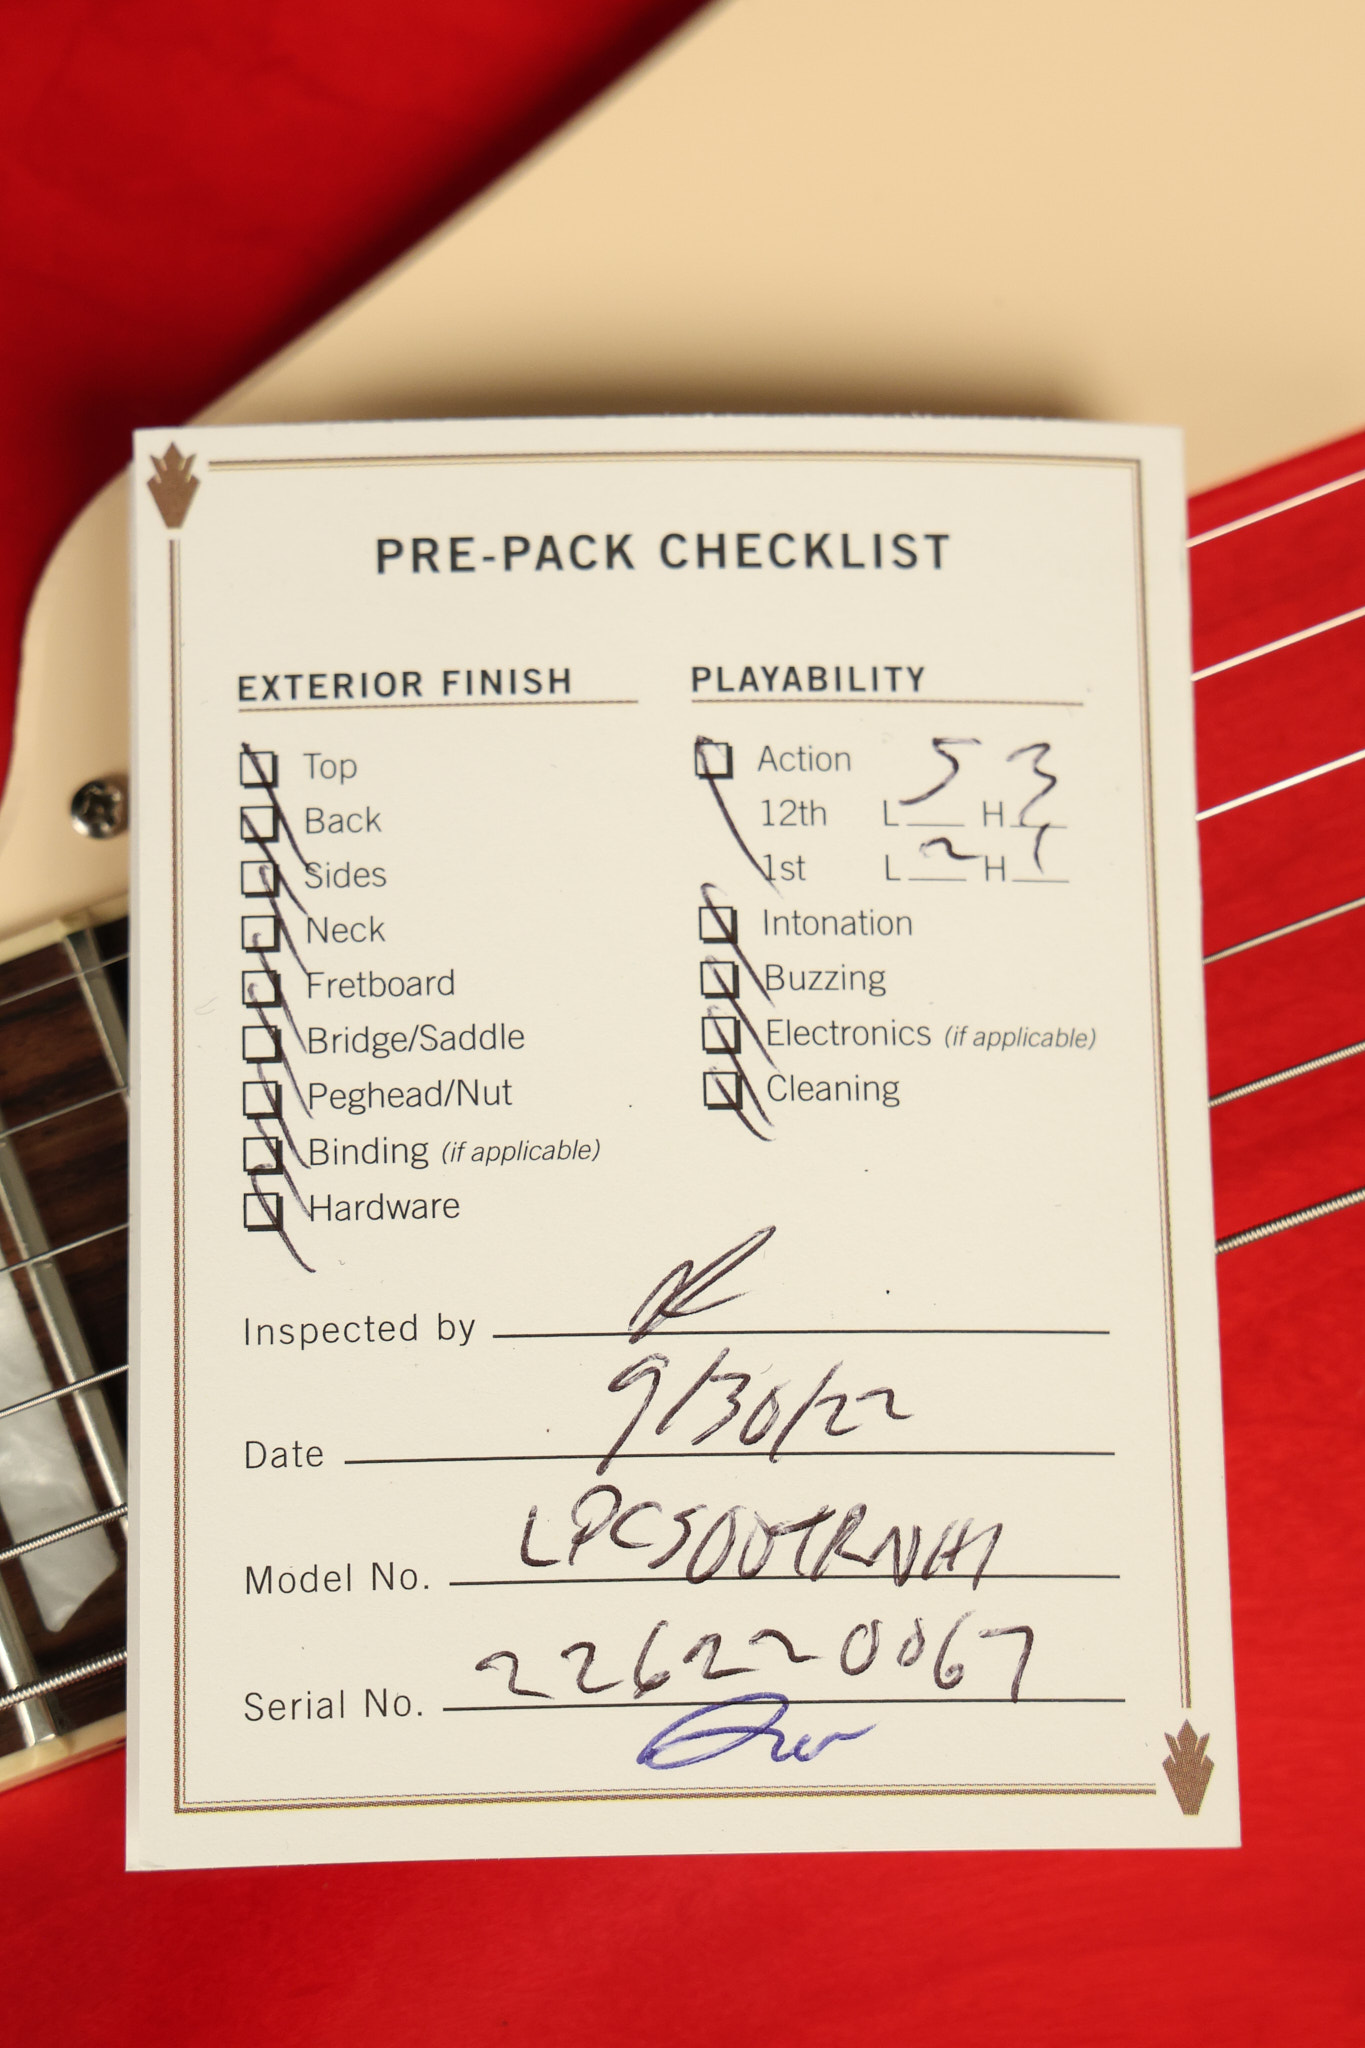 PRE-PACK CHECKLIST
EXTERIOR FINISH
Top
Back
Sides
Neck
Fretboard
Bridge/Saddle
Peghead/Nut
Binding (if applicable)
Hardware
PLAYABILITY
Action
12th L 5 H 3
1st L 2 H 1
Intonation
Buzzing
Electronics (if applicable)
Cleaning
Inspected by
Date 9/30/22
Model No. LPCS00TRNH1
Serial No. 226220067